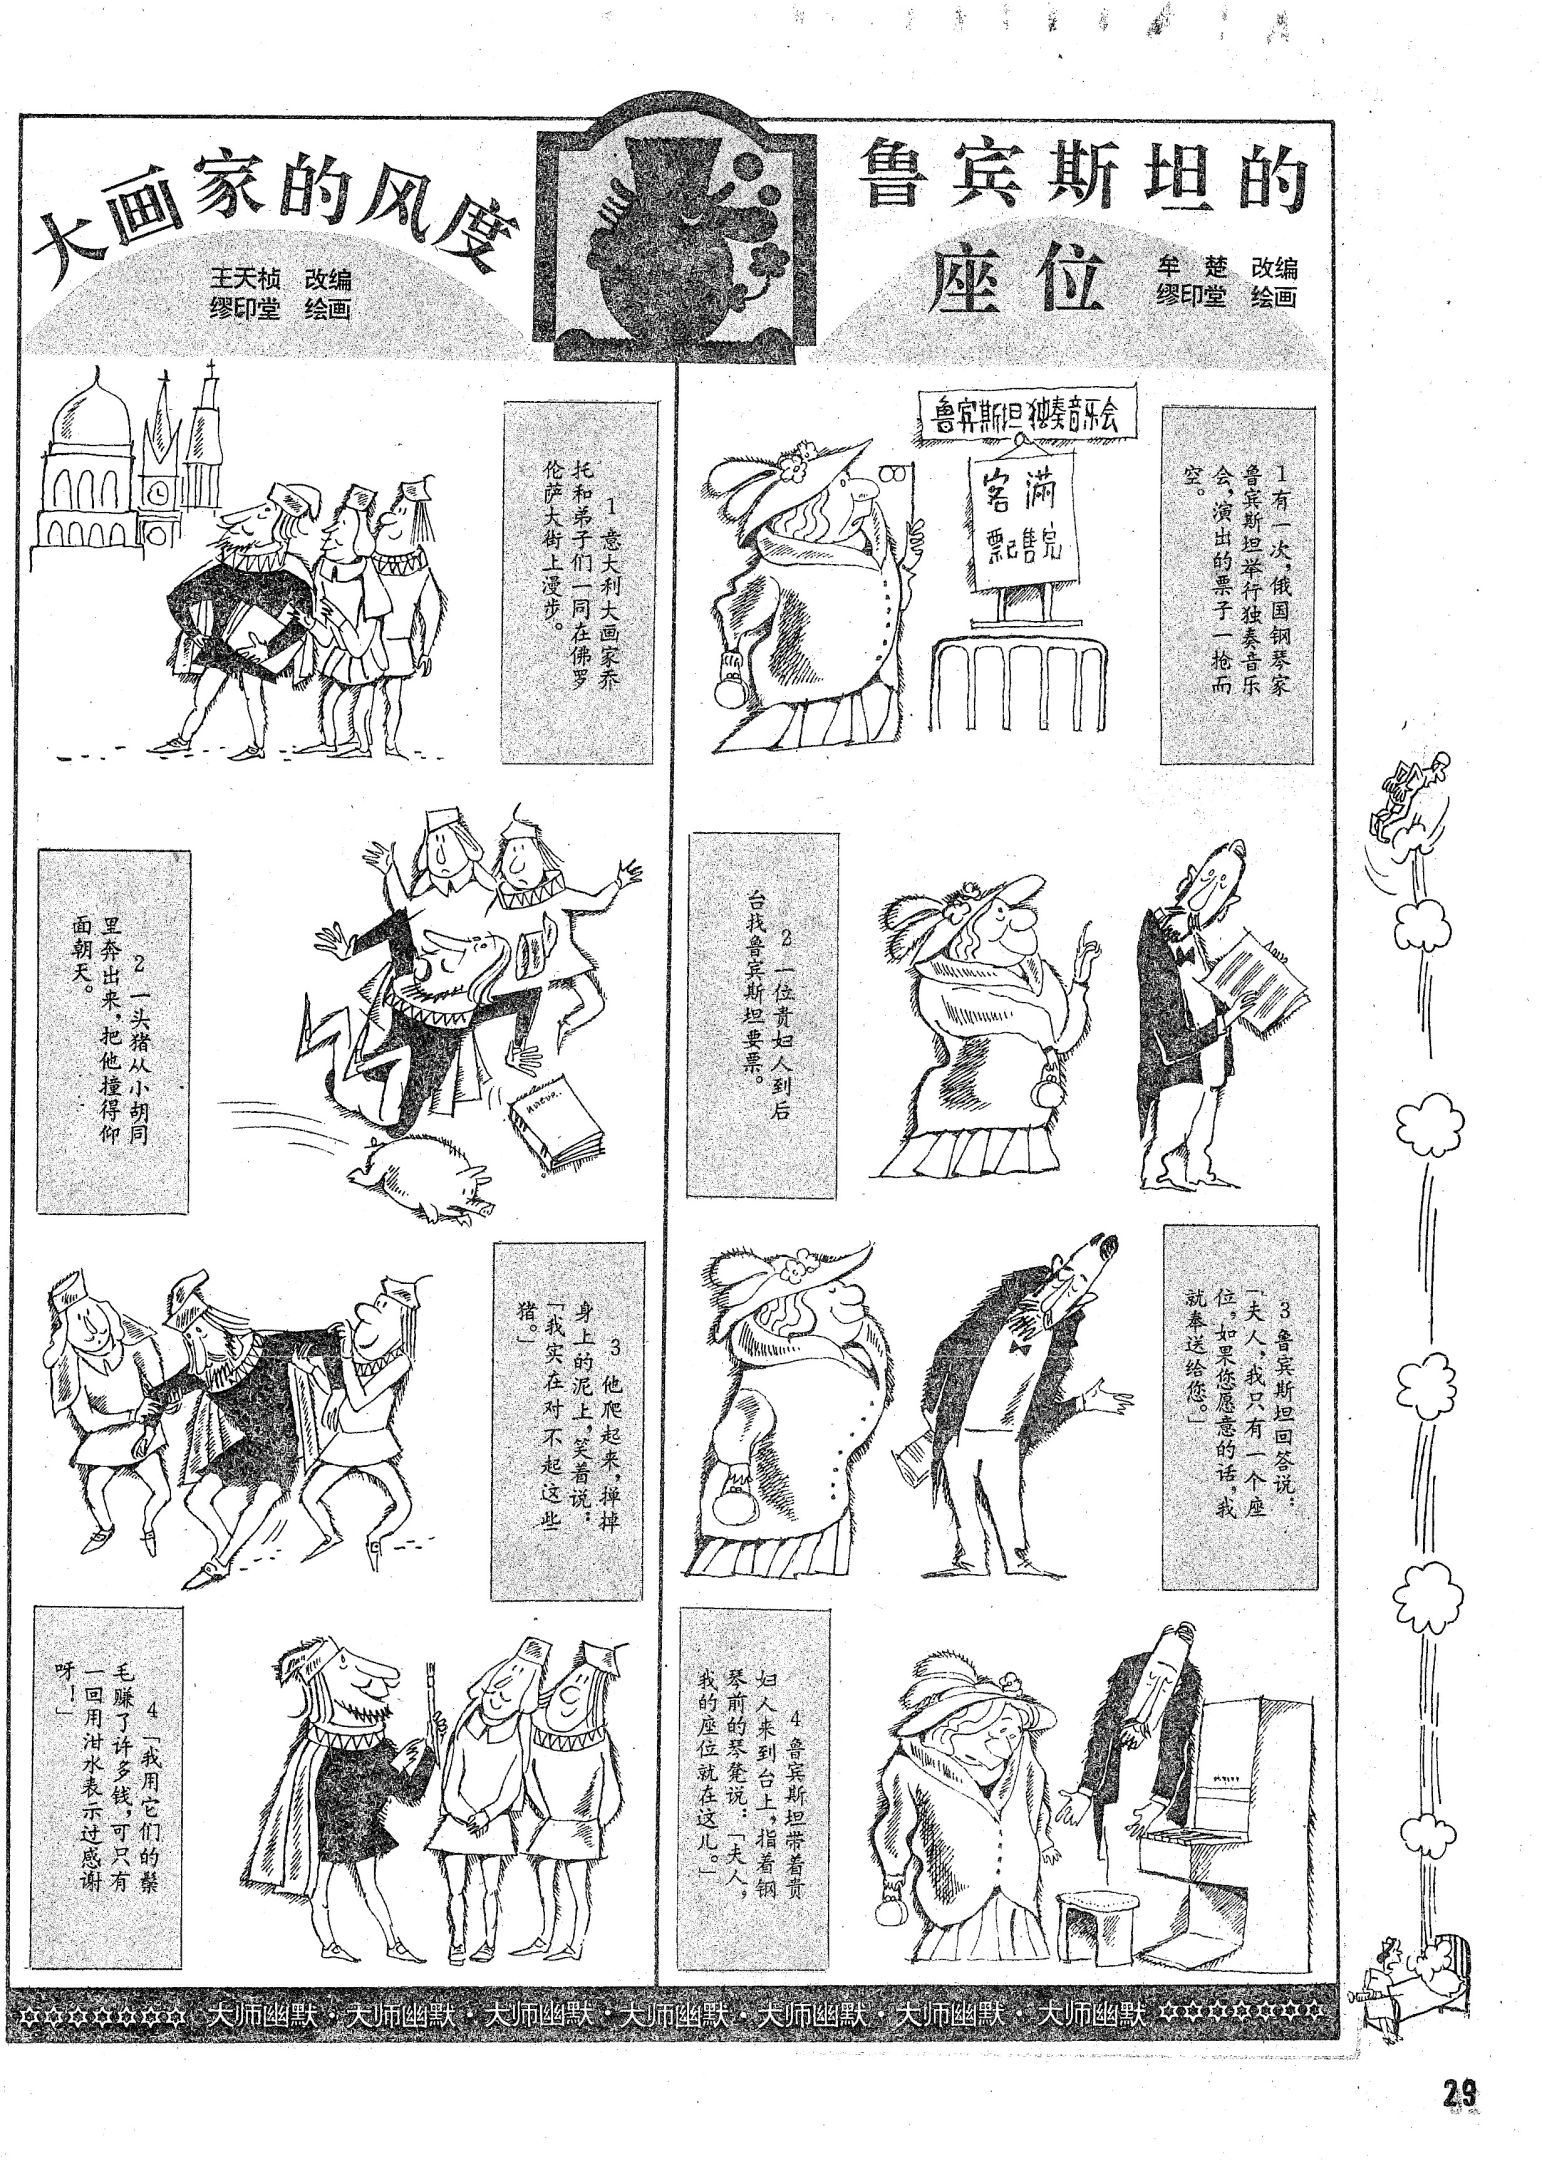 大画家的风度
王天桢 改编
缪印堂 绘画
1 意大利大画家乔
托和弟子们一同在佛罗
伦萨大街上漫步。
2 一头猪从小胡同
里奔出来，把他撞得仰
面朝天。
3 他爬起来，掸掉
身上的泥土，笑着说：
「我实在对不起这些
猪。」
4 「我用它们的鬃
毛赚了许多钱，可只有
一回用泔水表示过感谢
呀！」
鲁宾斯坦的
座位
牟楚 改编
缪印堂 绘画
鲁宾斯坦独奏音乐会
客满
票已售完
1 有一次，俄国钢琴家
鲁宾斯坦举行独奏音乐
会，演出的票子一抢而
空。
2 一位贵妇人到后
台找鲁宾斯坦要票。
3 鲁宾斯坦回答说：
「夫人，我只有一个座
位，如果您愿意的话，我
就奉送给您。」
4 鲁宾斯坦带着贵
妇人来到台上，指着钢
琴前的琴凳说：「夫人，
我的座位就在这儿。」
大师幽默·大师幽默·大师幽默·大师幽默·大师幽默·大师幽默·大师幽默
29